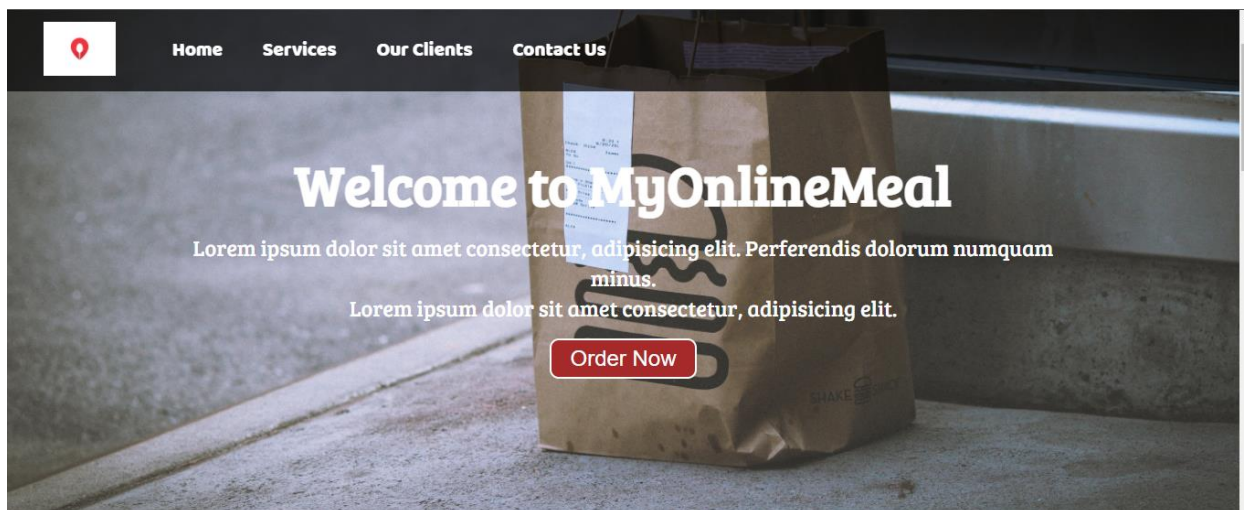 Home Services Our Clients Contact Us
Welcome to MyOnlineMeal
Lorem ipsum dolor sit amet consectetur, adipisicing elit. Perferendis dolorum numquam
minus.
Lorem ipsum dolor sit amet consectetur, adipisicing elit.
Order Now
SHAKE